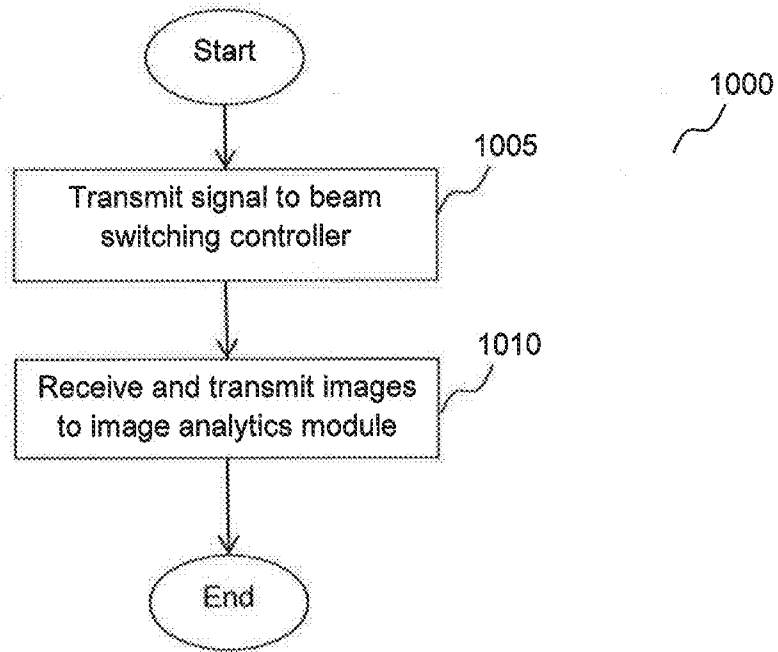 Start
1000
1005
Transmit signal to beam
switching controller
1010
Receive and transmit images
to image analytics module
End